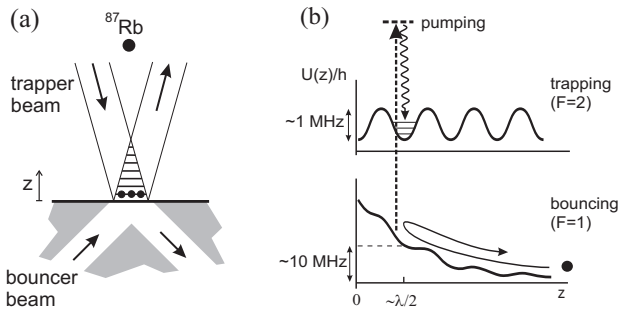 (a)
⁸⁷Rb
trapper
beam
z
bouncer
beam
(b)
pumping
U(z)/h
trapping
(F=2)
~1 MHz
bouncing
(F=1)
~10 MHz
0
~λ/2
z